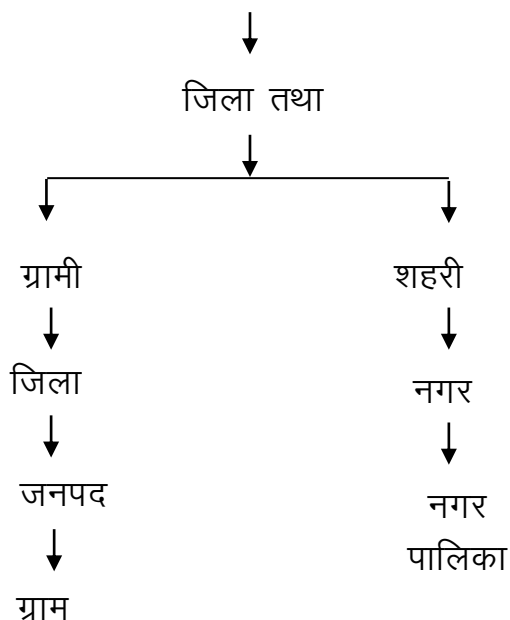 जिला तथा
ग्रामी
शहरी
जिला
नगर
जनपद
नगर
पालिका
ग्राम